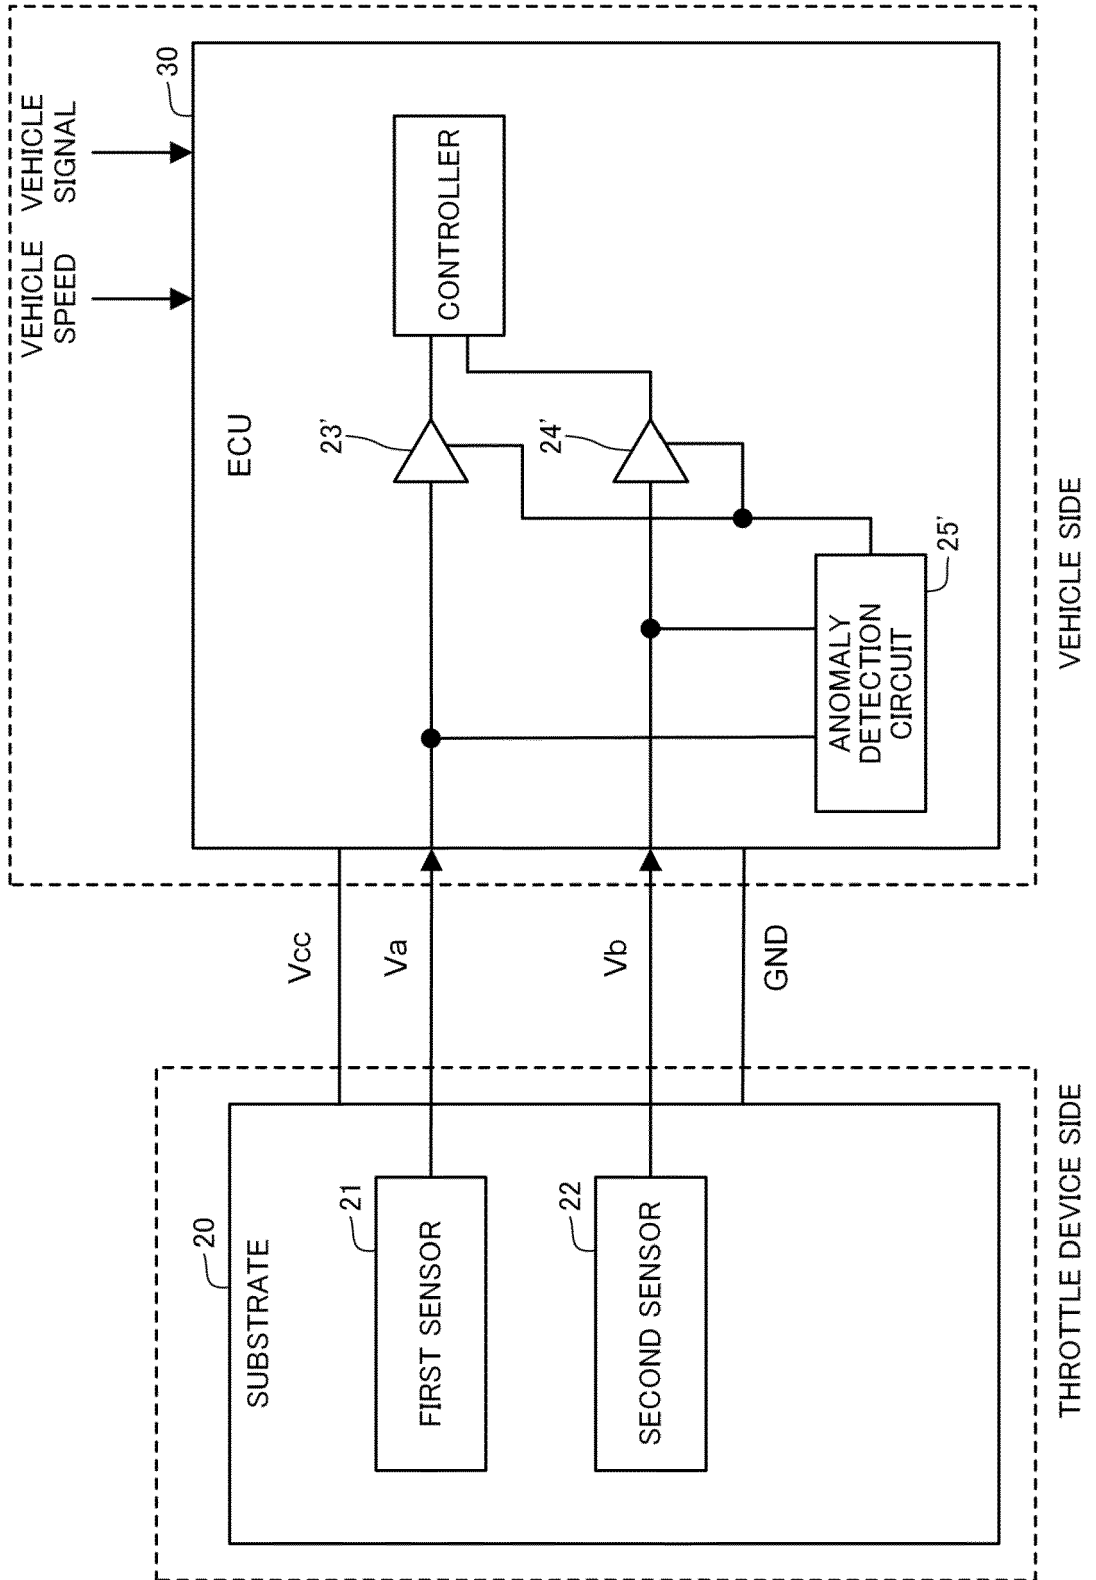 20
SUBSTRATE
21
FIRST SENSOR
22
SECOND SENSOR
THROTTLE DEVICE SIDE
Vcc
Va
Vb
GND
VEHICLE
SPEED
VEHICLE
SIGNAL
30
ECU
23'
24'
CONTROLLER
ANOMALY
DETECTION
CIRCUIT
25'
VEHICLE SIDE